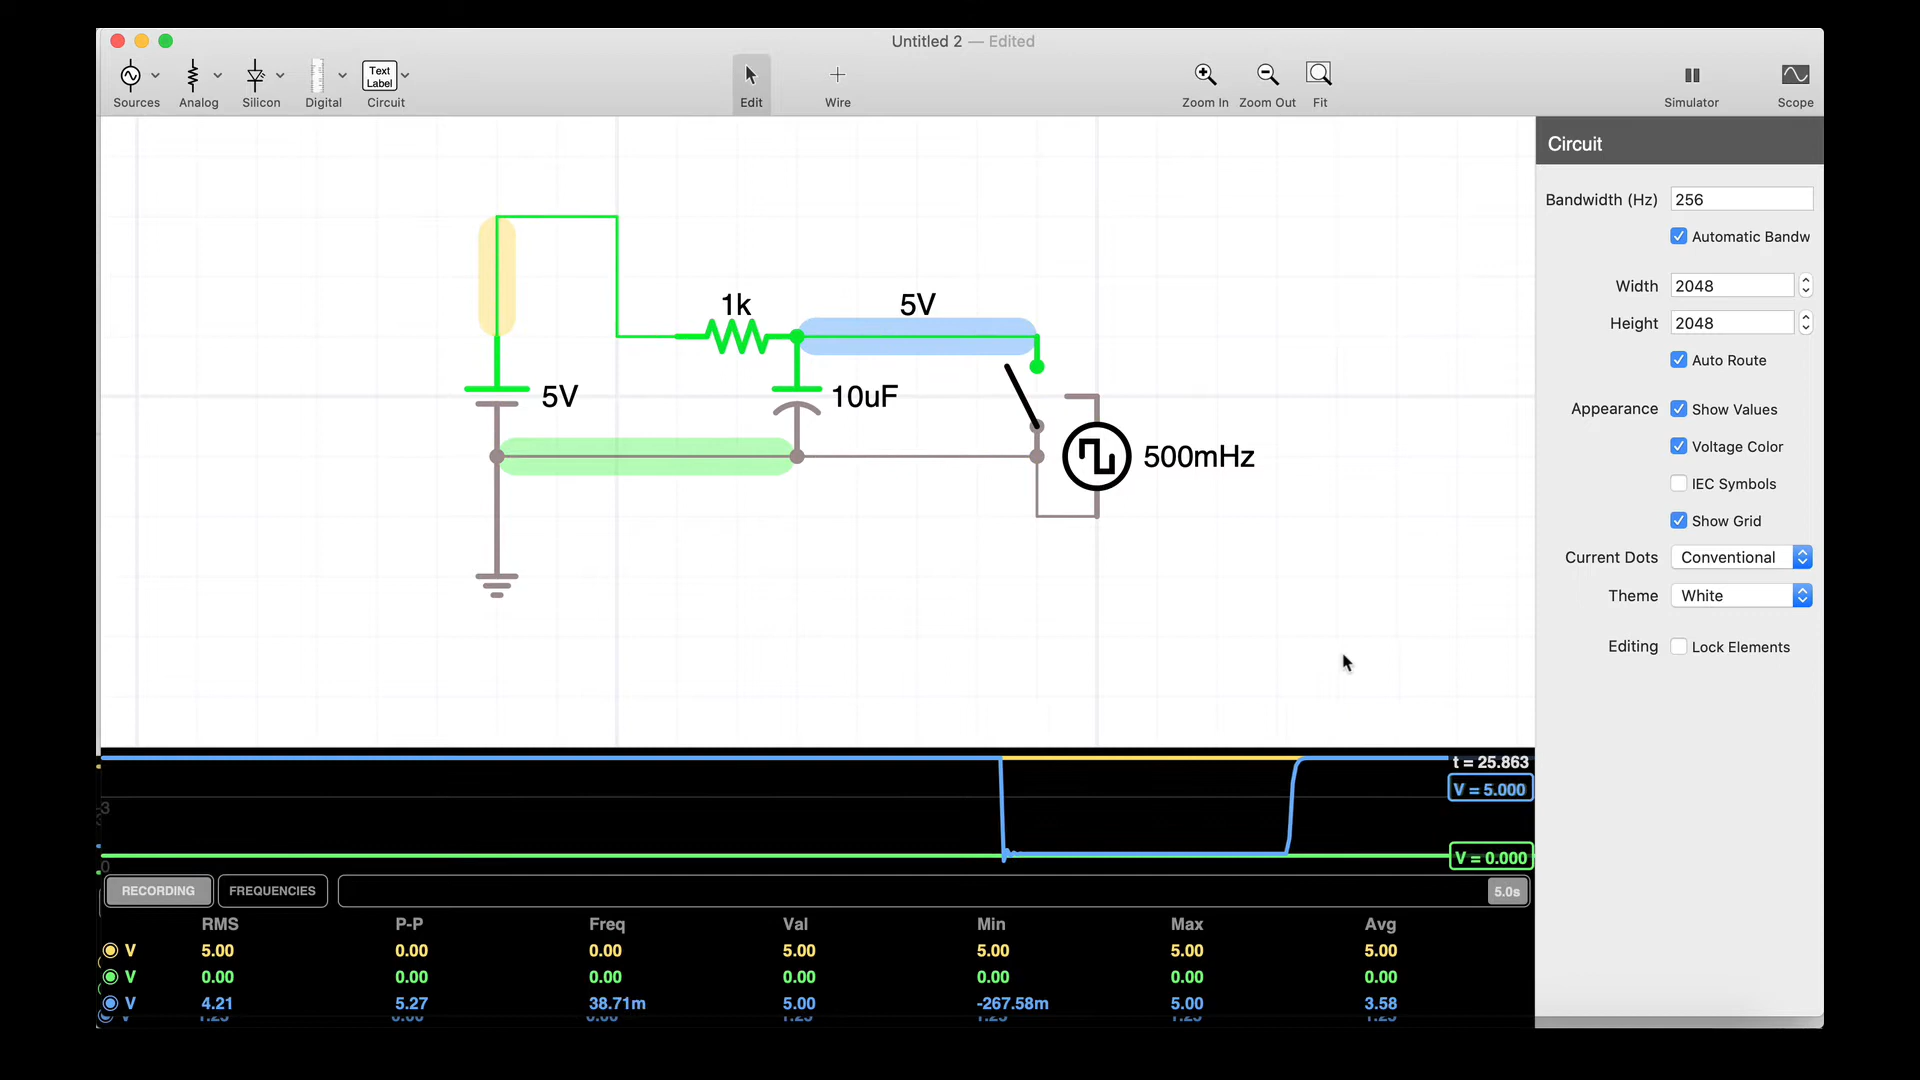 Untitled 2 — Edited
Sources
Analog
Silicon
Digital
Text Label
Circuit
Edit
Wire
Zoom In
Zoom Out
Fit
Simulator
Scope
Circuit
Bandwidth (Hz) 256
Automatic Bandw
Width 2048
Height 2048
Auto Route
Appearance Show Values
Voltage Color
IEC Symbols
Show Grid
Current Dots Conventional
Theme White
Editing Lock Elements
1k
5V
5V
10uF
500mHz
t = 25.863
V = 5.000
3
0
V = 0.000
RECORDING FREQUENCIES 5.0s
RMS P-P Freq Val Min Max Avg
V 5.00 0.00 0.00 5.00 5.00 5.00 5.00
V 0.00 0.00 0.00 0.00 0.00 0.00 0.00
V 4.21 5.27 38.71m 5.00 -267.58m 5.00 3.58